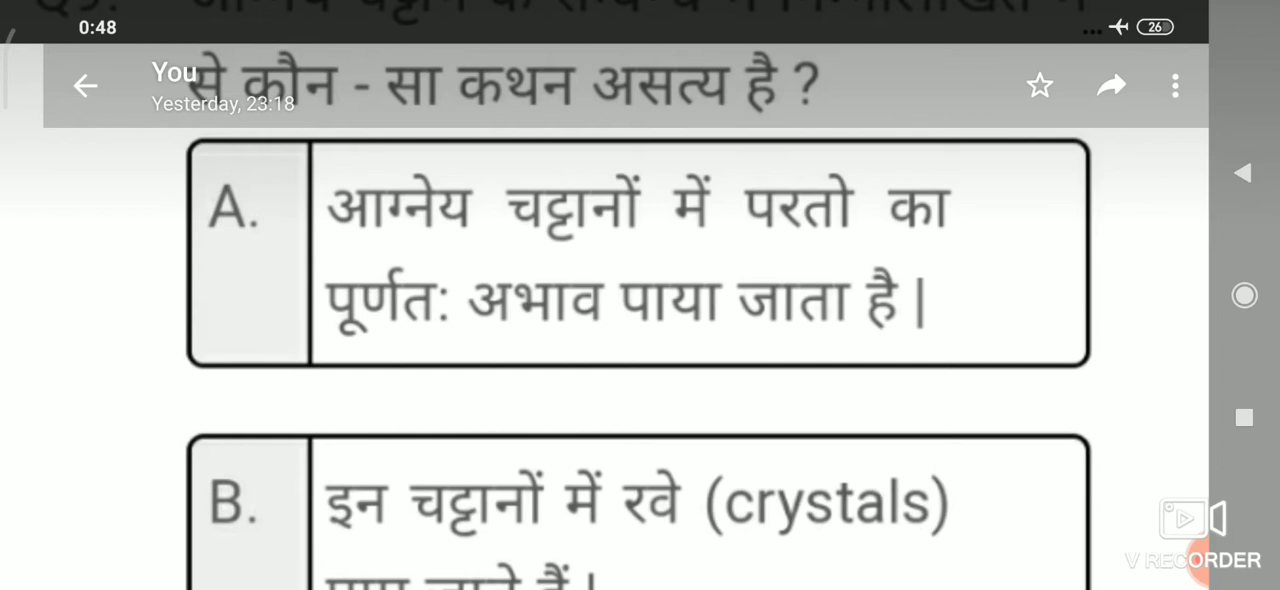 0:48
26
You
से कौन - सा कथन असत्य है ?
Yesterday, 23:18
A.
आग्नेय चट्टानों में परतो का
पूर्णत: अभाव पाया जाता है |
B.
इन चट्टानों में रवे (crystals)
V RECORDER